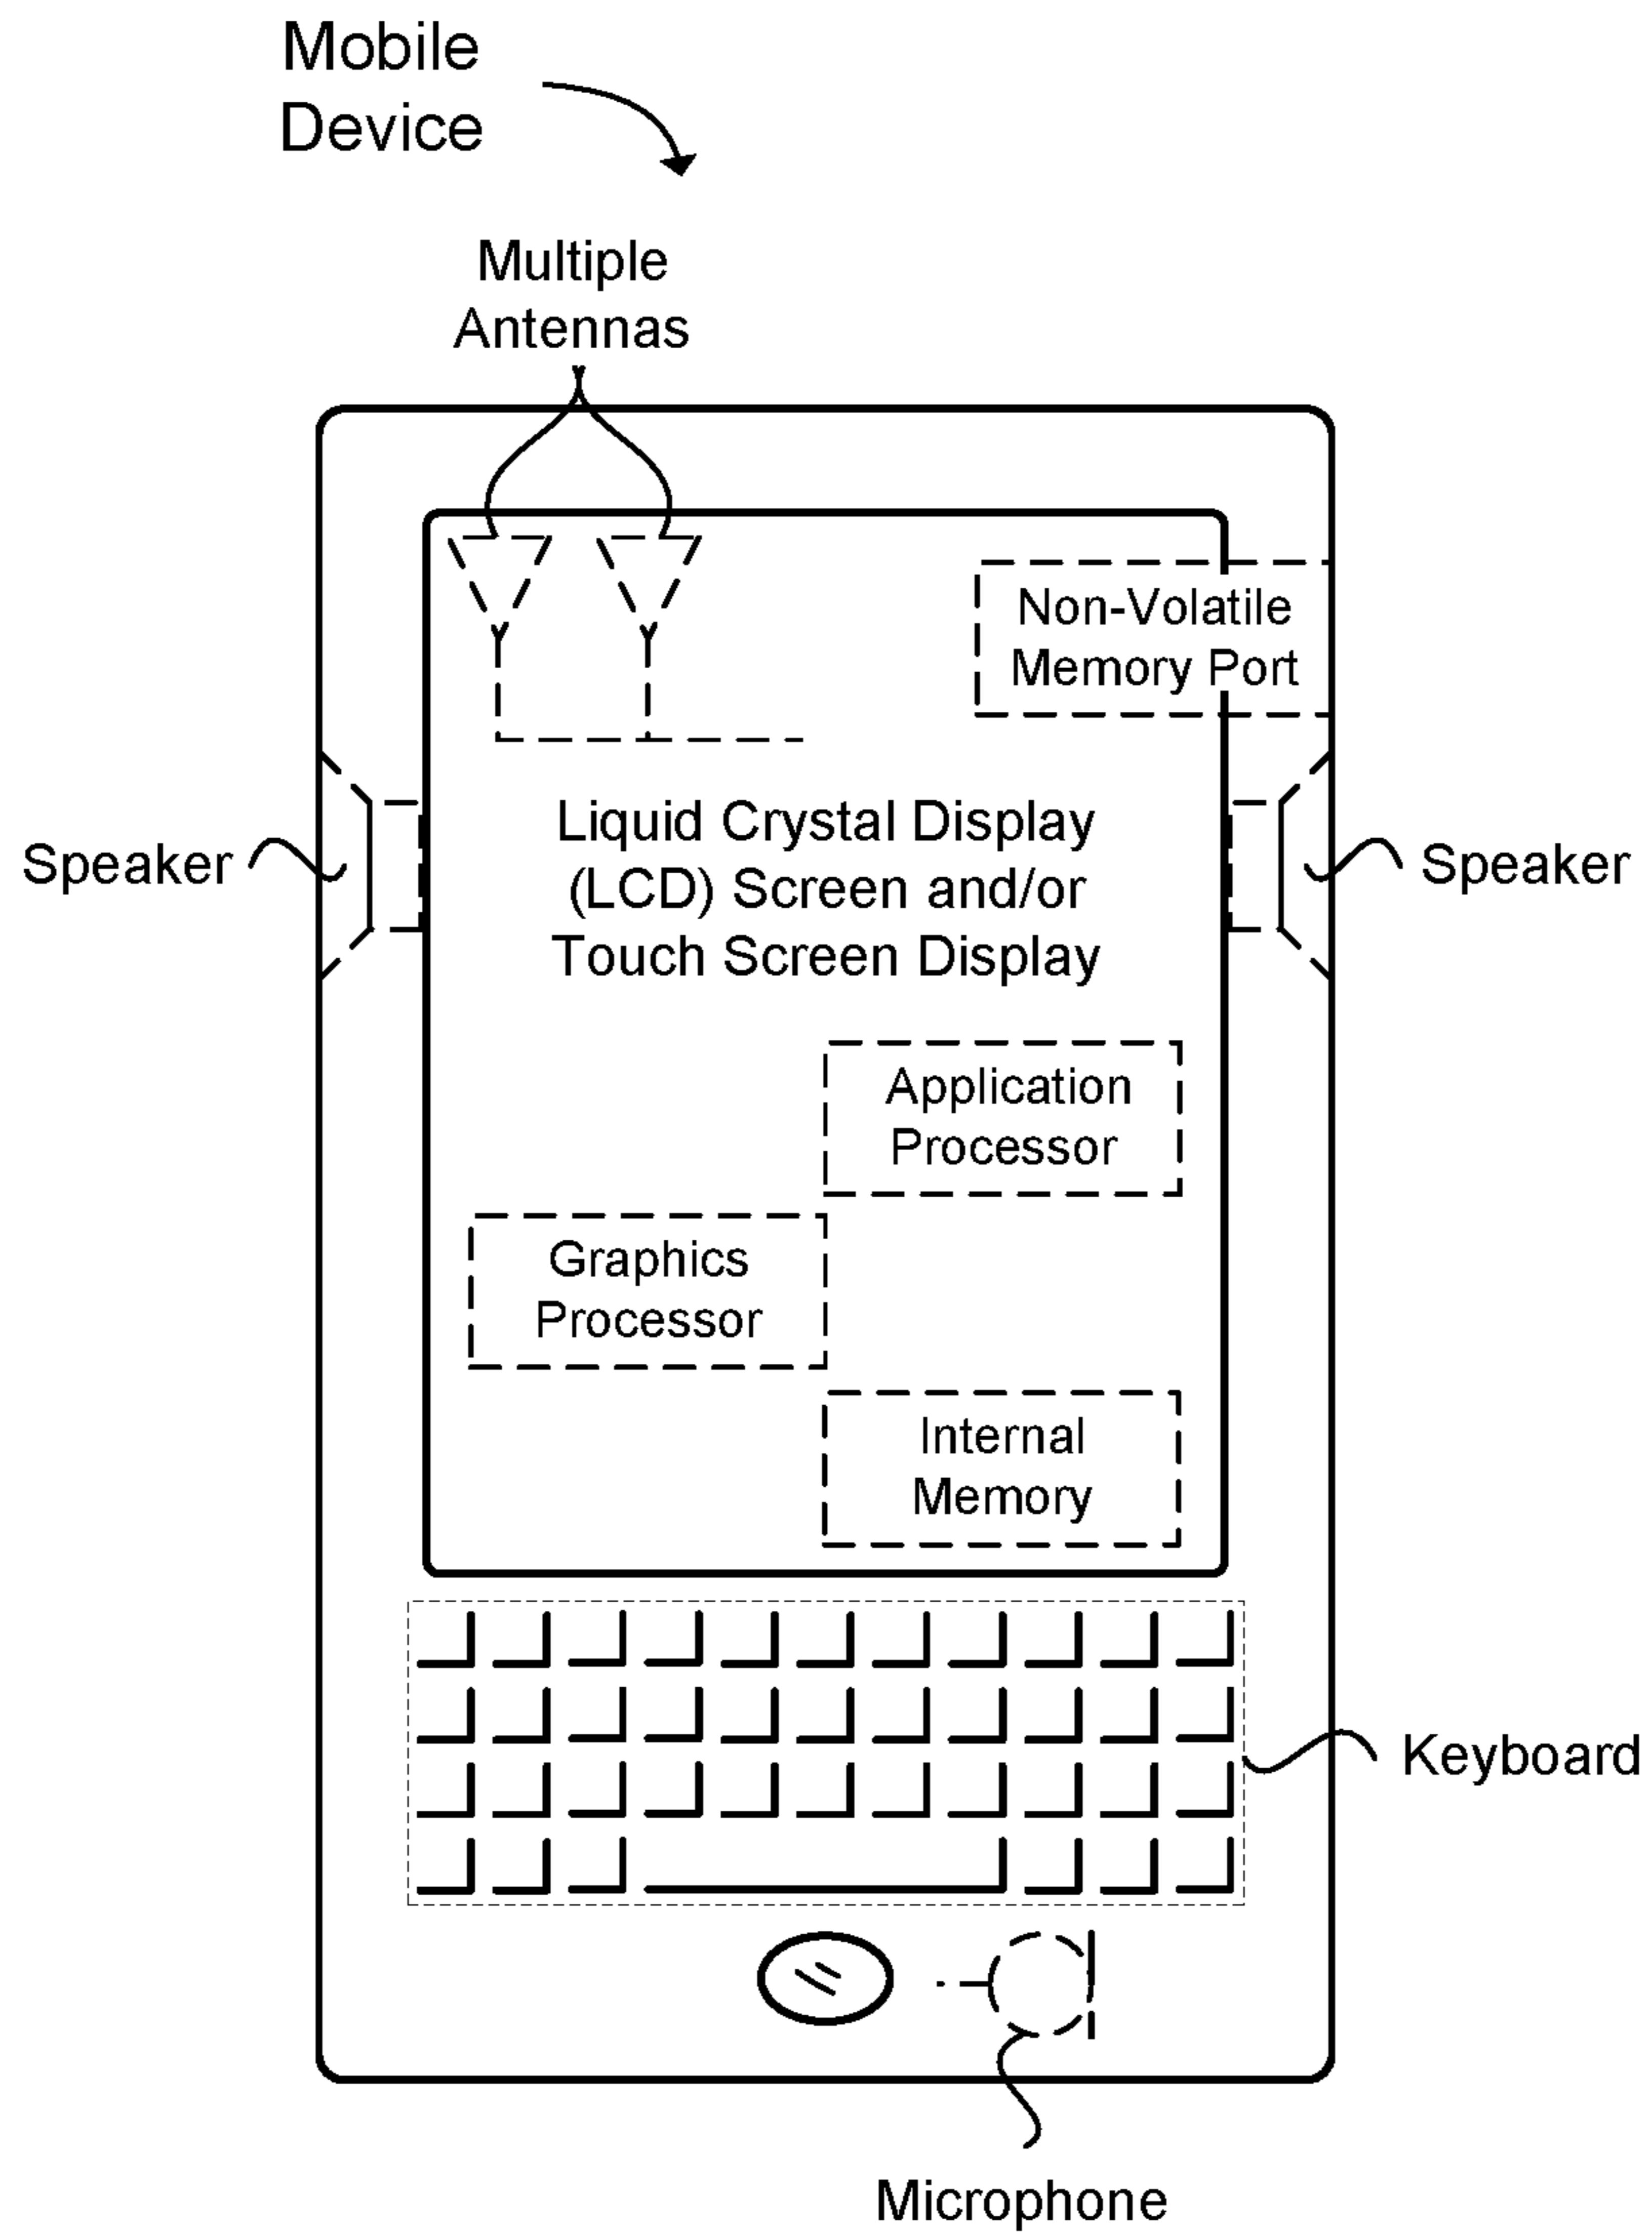 Mobile
Device
Multiple
Antennas
Non-Volatile
Memory Port
Speaker
Liquid Crystal Display
(LCD) Screen and/or
Touch Screen Display
Speaker
Application
Processor
Graphics
Processor
Internal
Memory
Keyboard
Microphone